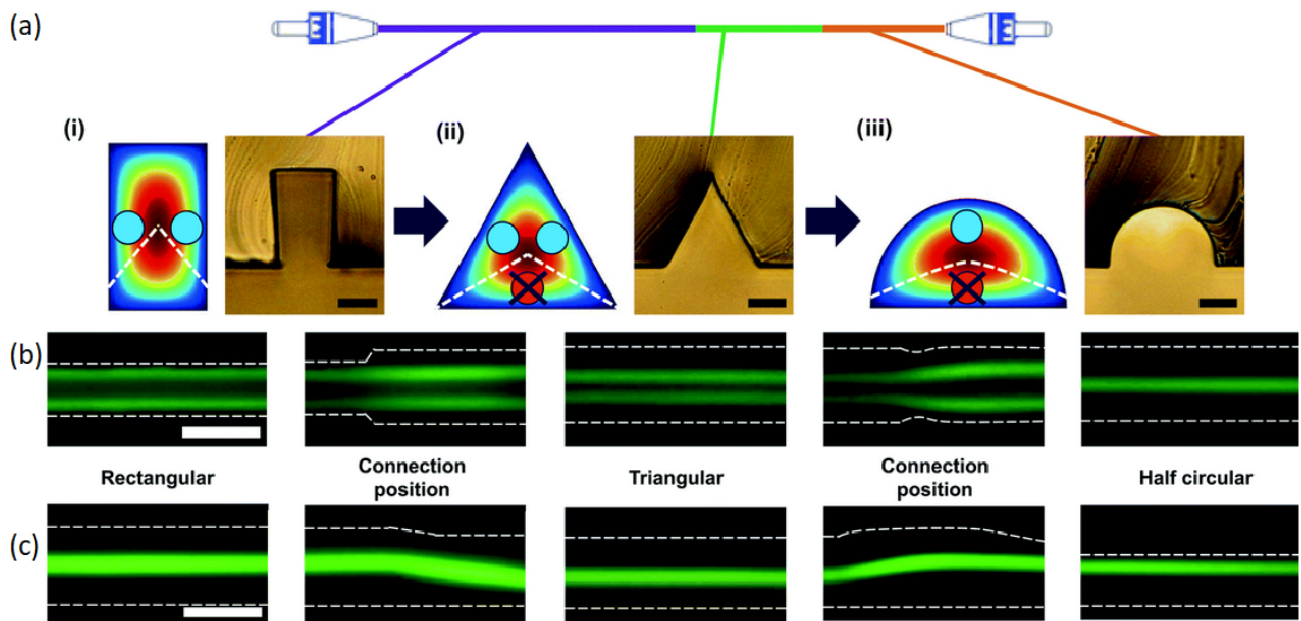 (a)
(i)
(ii)
(iii)
(b)
Rectangular
Connection
position
Triangular
Connection
position
Half circular
(c)